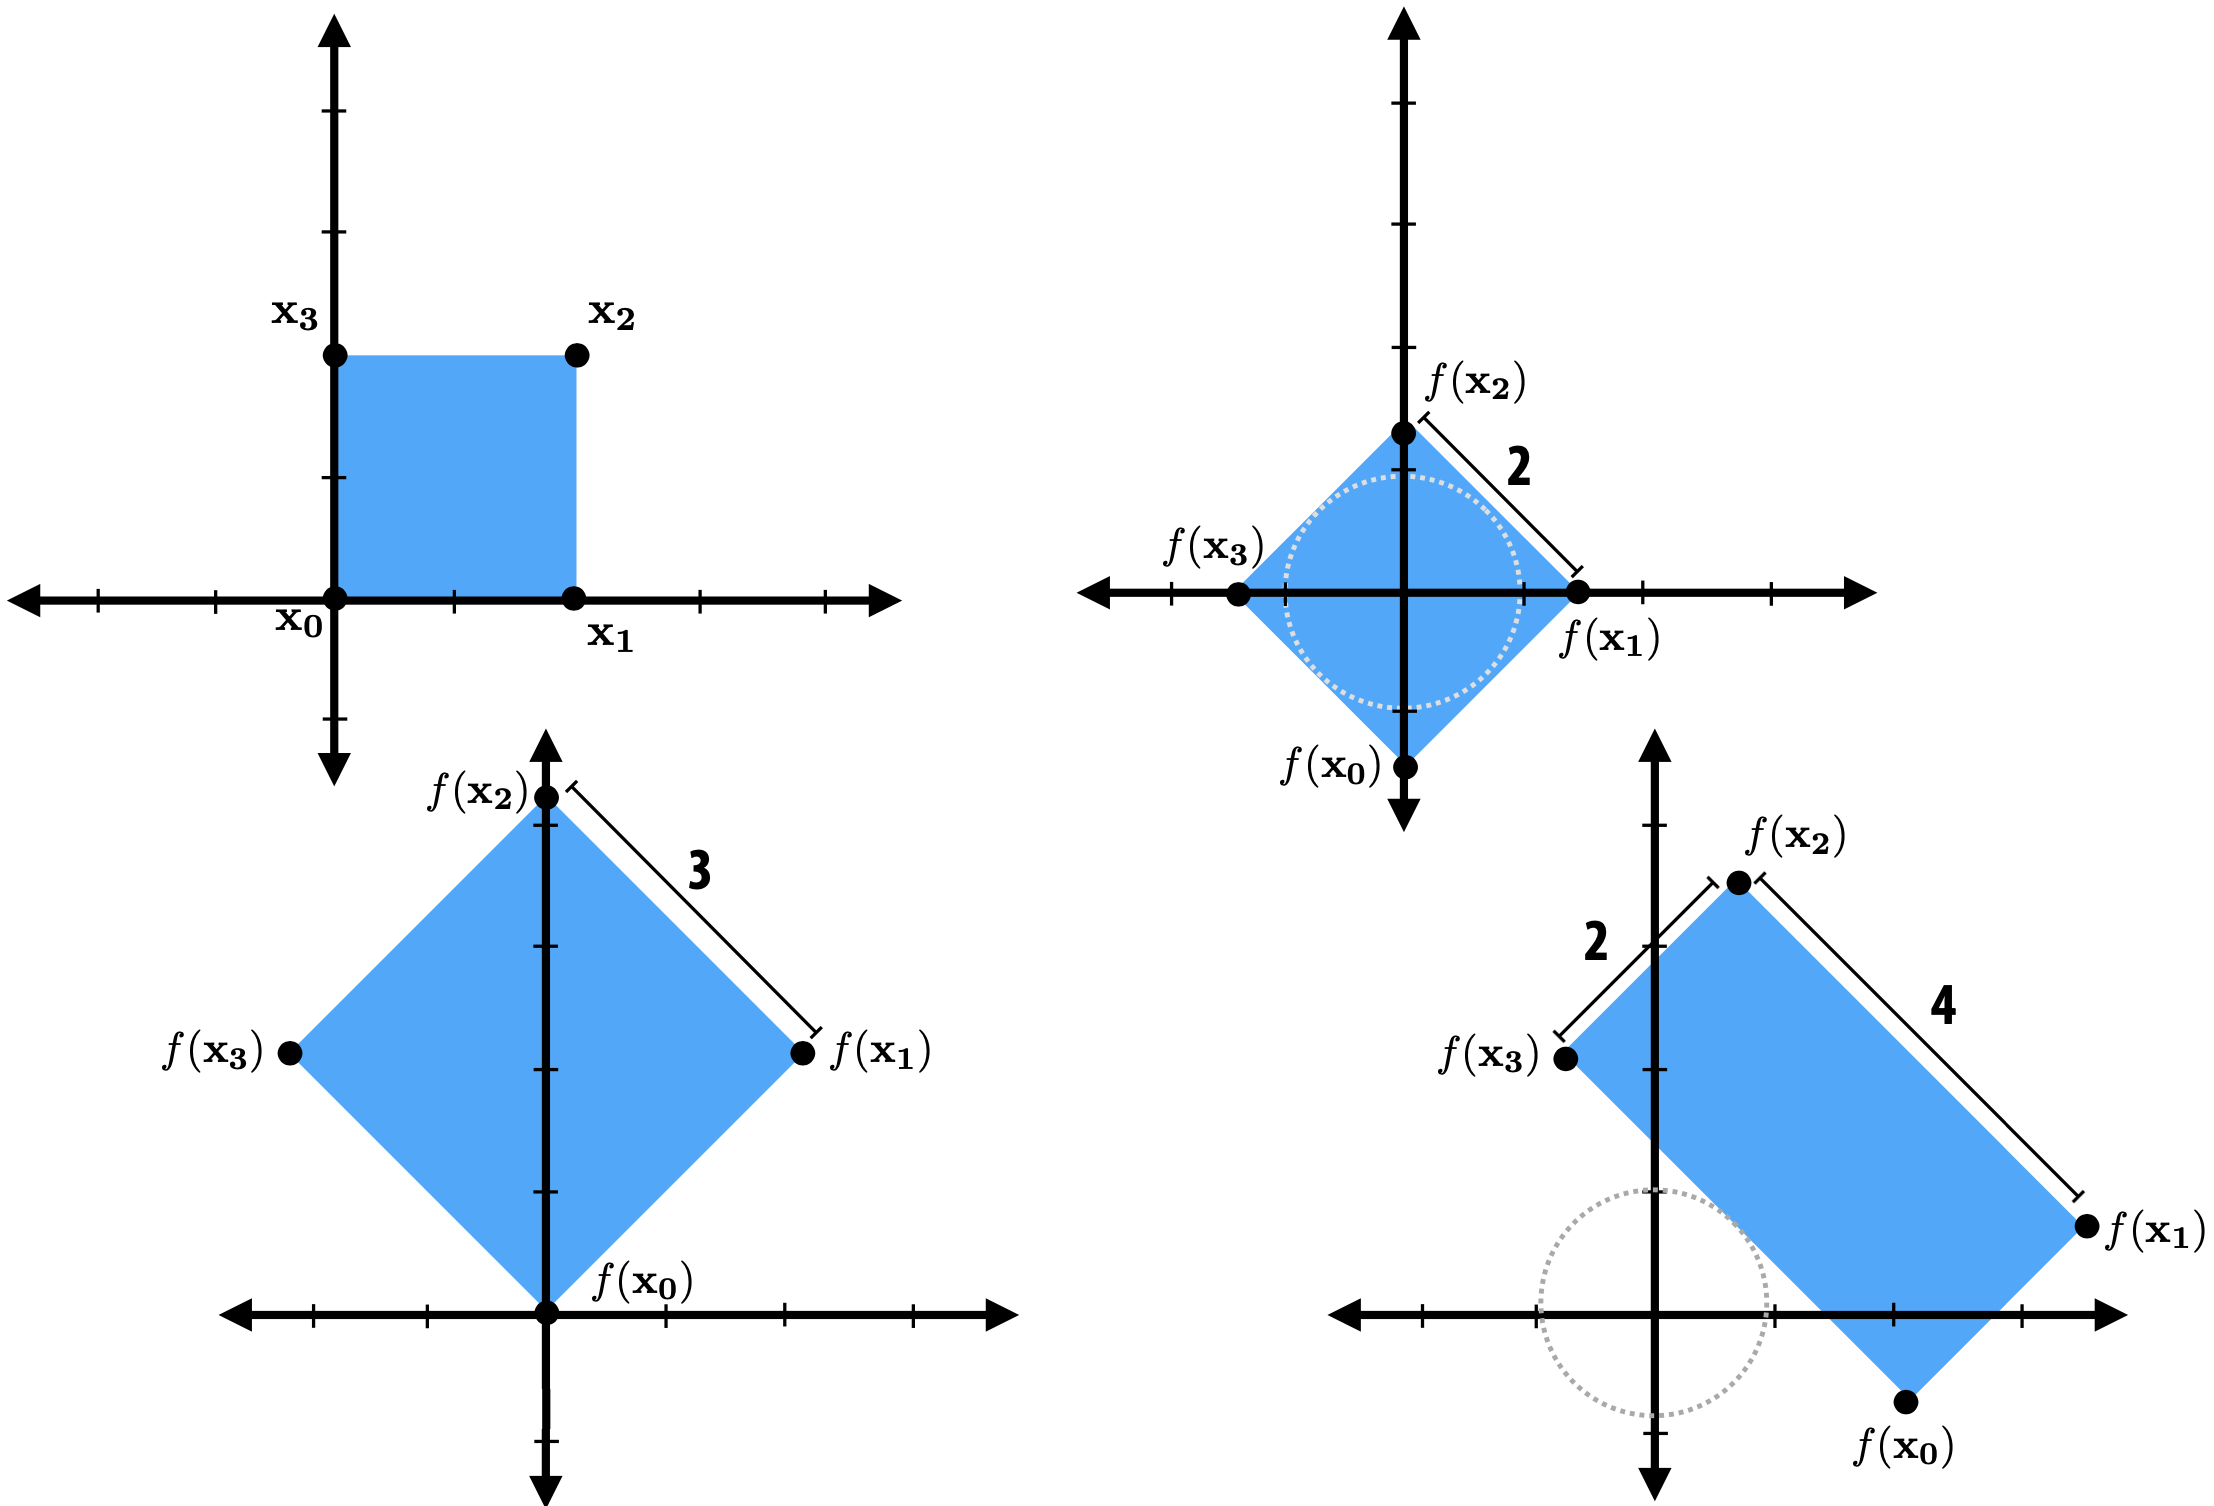 x₃
x₂
x₀
x₁
f(x₂)
2
f(x₃)
f(x₁)
f(x₀)
f(x₂)
3
f(x₃)
f(x₁)
f(x₀)
f(x₂)
2
4
f(x₃)
f(x₁)
f(x₀)